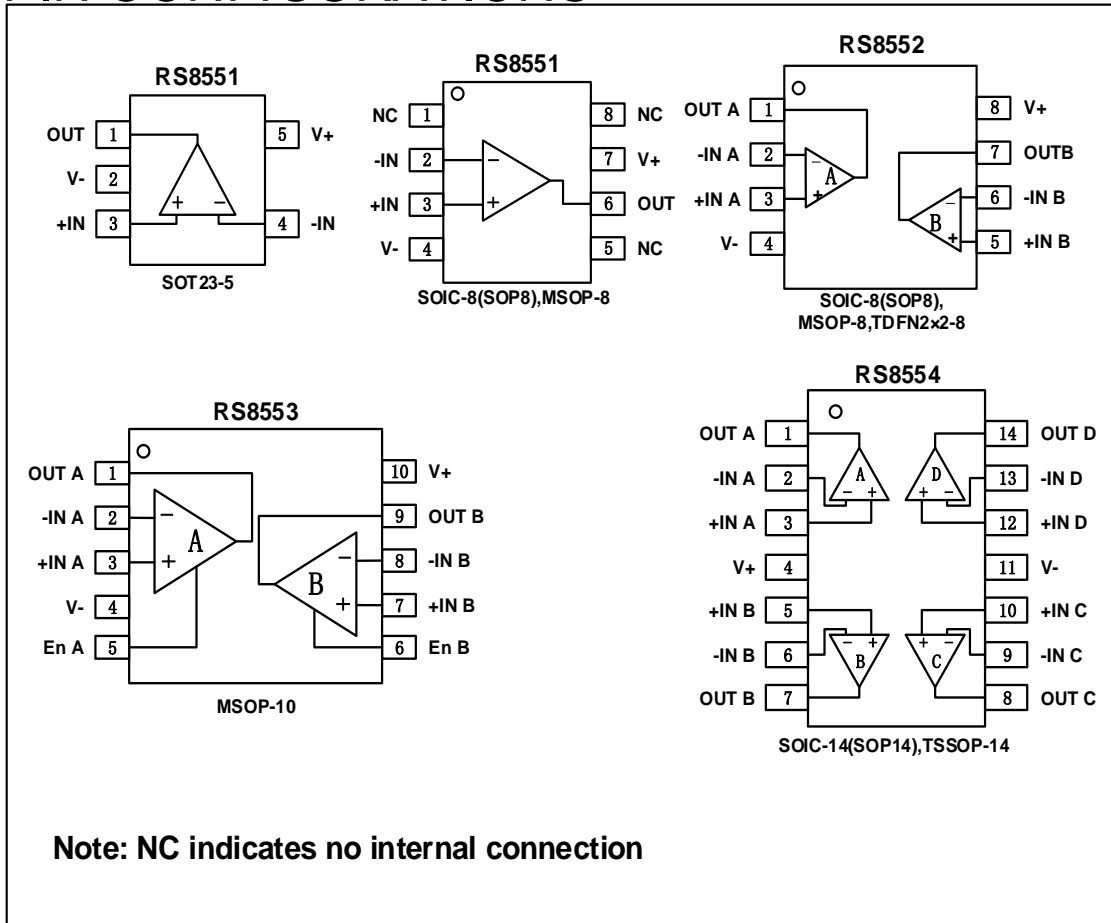 RS8551
OUT 1 5 V+
V- 2
+IN 3 4 -IN
+ -
SOT23-5
RS8551
NC 1 8 NC
-IN 2 7 V+
+IN 3 6 OUT
V- 4 5 NC
-
+
SOIC-8(SOP8),MSOP-8
RS8552
OUT A 1 8 V+
-IN A 2 7 OUTB
+IN A 3 6 -IN B
V- 4 5 +IN B
- A +
- B +
SOIC-8(SOP8),
MSOP-8,TDFN2×2-8
RS8553
OUT A 1 10 V+
-IN A 2 9 OUT B
+IN A 3 8 -IN B
V- 4 7 +IN B
En A 5 6 En B
- A +
- B +
MSOP-10
RS8554
OUT A 1 14 OUT D
-IN A 2 13 -IN D
+IN A 3 12 +IN D
V+ 4 11 V-
+IN B 5 10 +IN C
-IN B 6 9 -IN C
OUT B 7 8 OUT C
A - +
D + -
- + B
+ - C
SOIC-14(SOP14),TSSOP-14
Note: NC indicates no internal connection